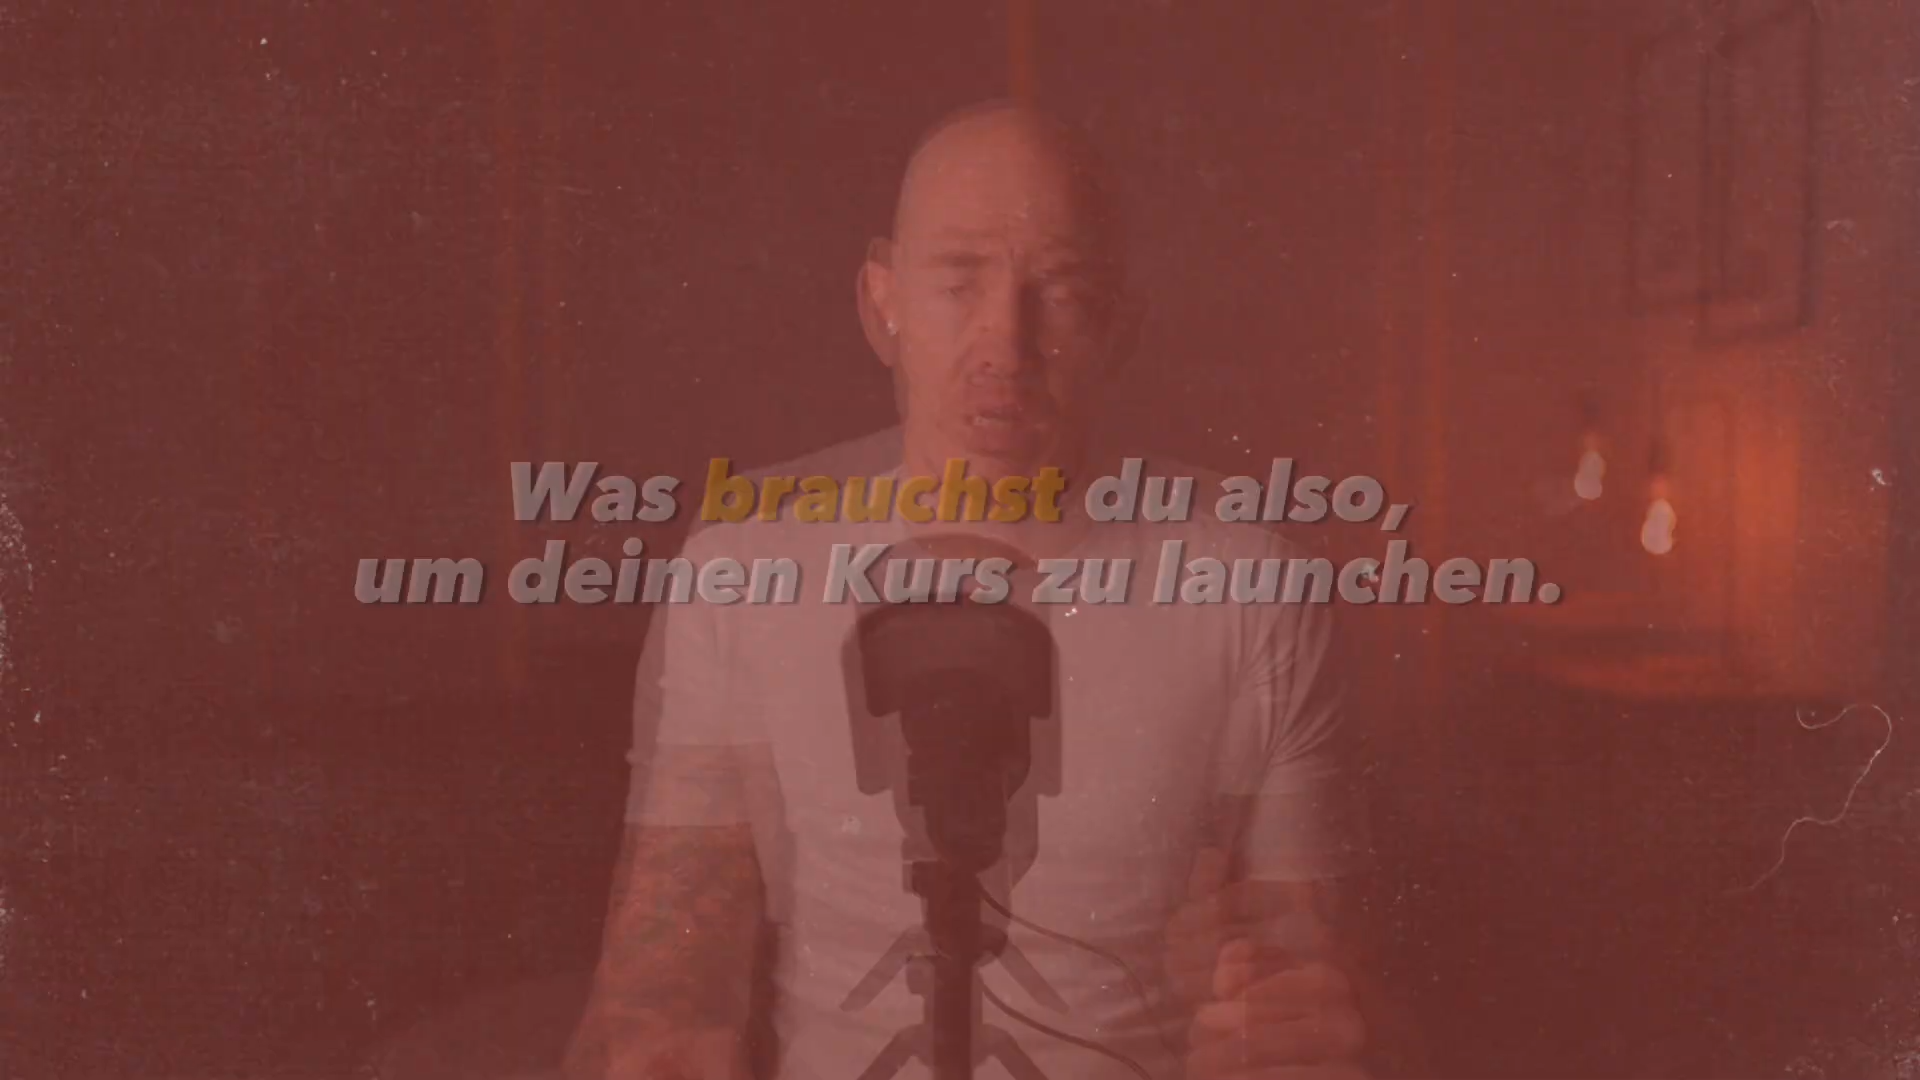 Was brauchst du also,
um deinen Kurs zu launchen.